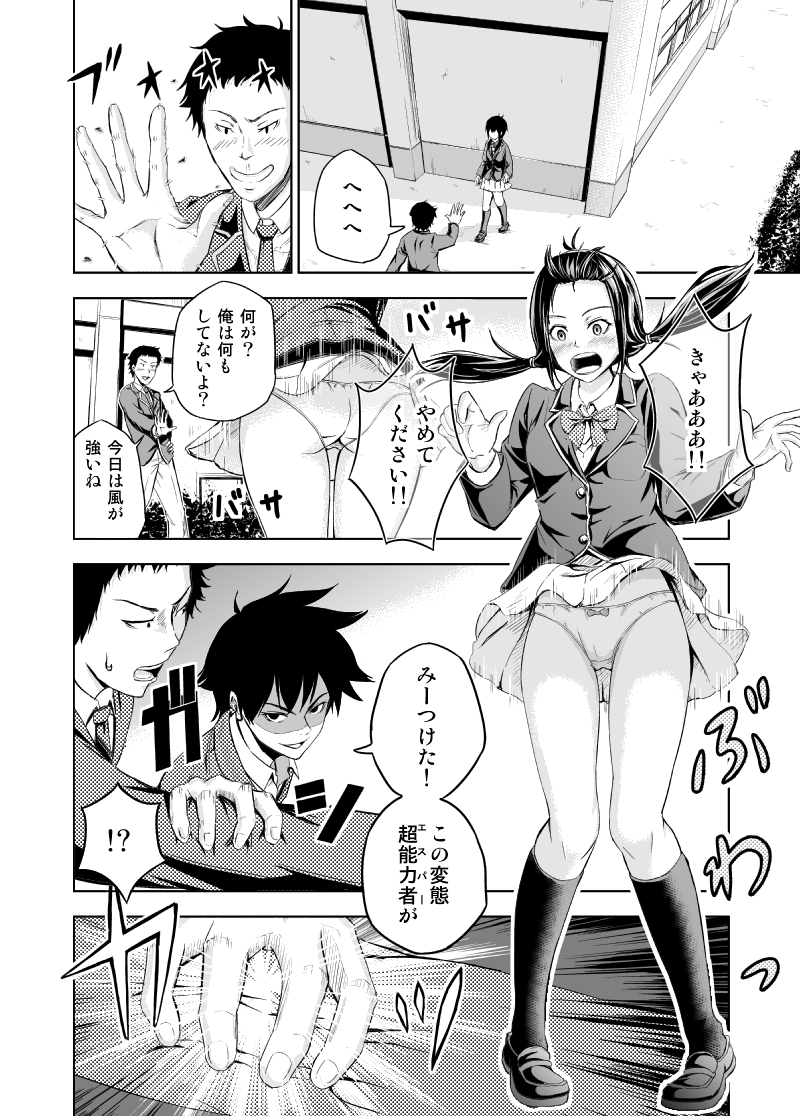 へへへ
ブ
きゃあああ!!
やめて
ください!!
バサ
バサ
何が?
俺は何も
してないよ?
今日は風が
強いね
ぶわっ
みーつけた!
この変態
超能力者が
エスパー
ガシッ
!?
ガッ